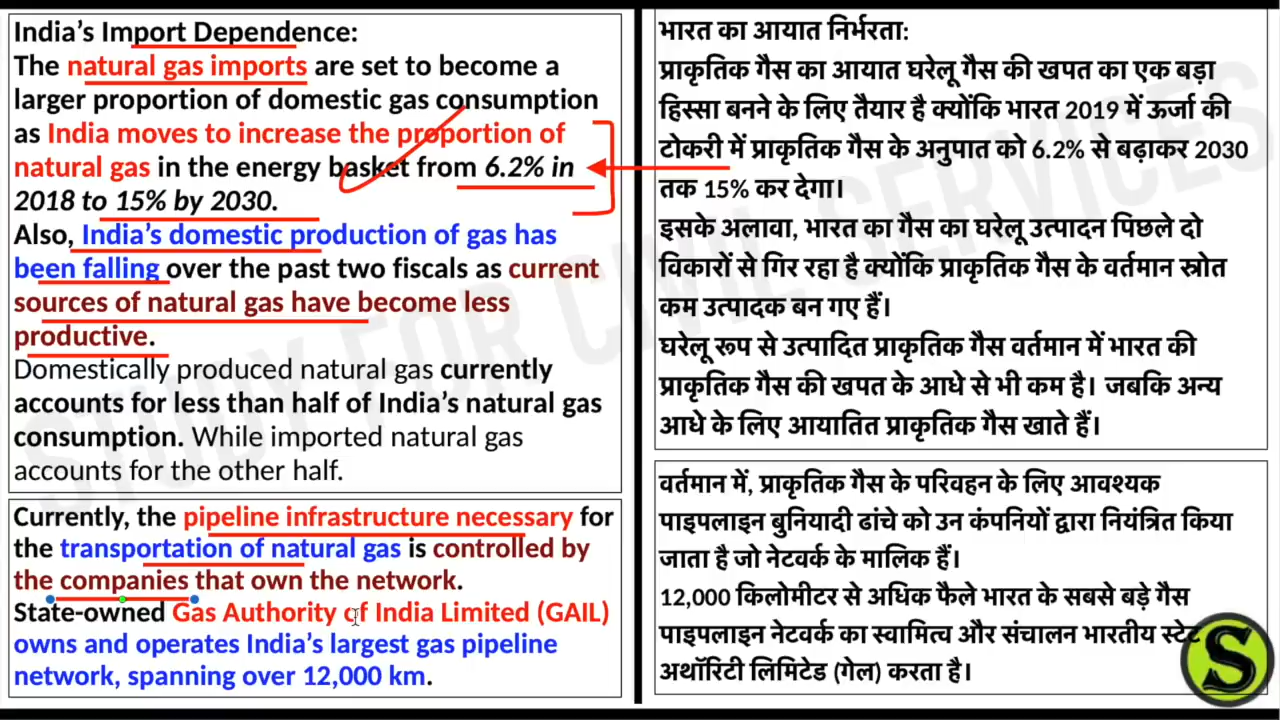 India's Import Dependence:
The natural gas imports are set to become a
larger proportion of domestic gas consumption
as India moves to increase the proportion of
natural gas in the energy basket from 6.2% in
2018 to 15% by 2030.
Also, India's domestic production of gas has
been falling over the past two fiscals as current
sources of natural gas have become less
productive.
Domestically produced natural gas currently
accounts for less than half of India's natural gas
consumption. While imported natural gas
accounts for the other half.
Currently, the pipeline infrastructure necessary for
the transportation of natural gas is controlled by
the companies that own the network.
State-owned Gas Authority of India Limited (GAIL)
owns and operates India's largest gas pipeline
network, spanning over 12,000 km.
भारत का आयात निर्भरता:
प्राकृतिक गैस का आयात घरेलू गैस की खपत का एक बड़ा
हिस्सा बनने के लिए तैयार है क्योंकि भारत 2019 में ऊर्जा की
टोकरी में प्राकृतिक गैस के अनुपात को 6.2% से बढ़ाकर 2030
तक 15% कर देगा।
इसके अलावा, भारत का गैस का घरेलू उत्पादन पिछले दो
विकारों से गिर रहा है क्योंकि प्राकृतिक गैस के वर्तमान स्रोत
कम उत्पादक बन गए हैं।
घरेलू रूप से उत्पादित प्राकृतिक गैस वर्तमान में भारत की
प्राकृतिक गैस की खपत के आधे से भी कम है। जबकि अन्य
आधे के लिए आयातित प्राकृतिक गैस खाते हैं।
वर्तमान में, प्राकृतिक गैस के परिवहन के लिए आवश्यक
पाइपलाइन बुनियादी ढांचे को उन कंपनियों द्वारा नियंत्रित किया
जाता है जो नेटवर्क के मालिक हैं।
12,000 किलोमीटर से अधिक फैले भारत के सबसे बड़े गैस
पाइपलाइन नेटवर्क का स्वामित्व और संचालन भारतीय स्टेट
अथॉरिटी लिमिटेड (गेल) करता है।
STUDY FOR CIVIL SERVICES
S